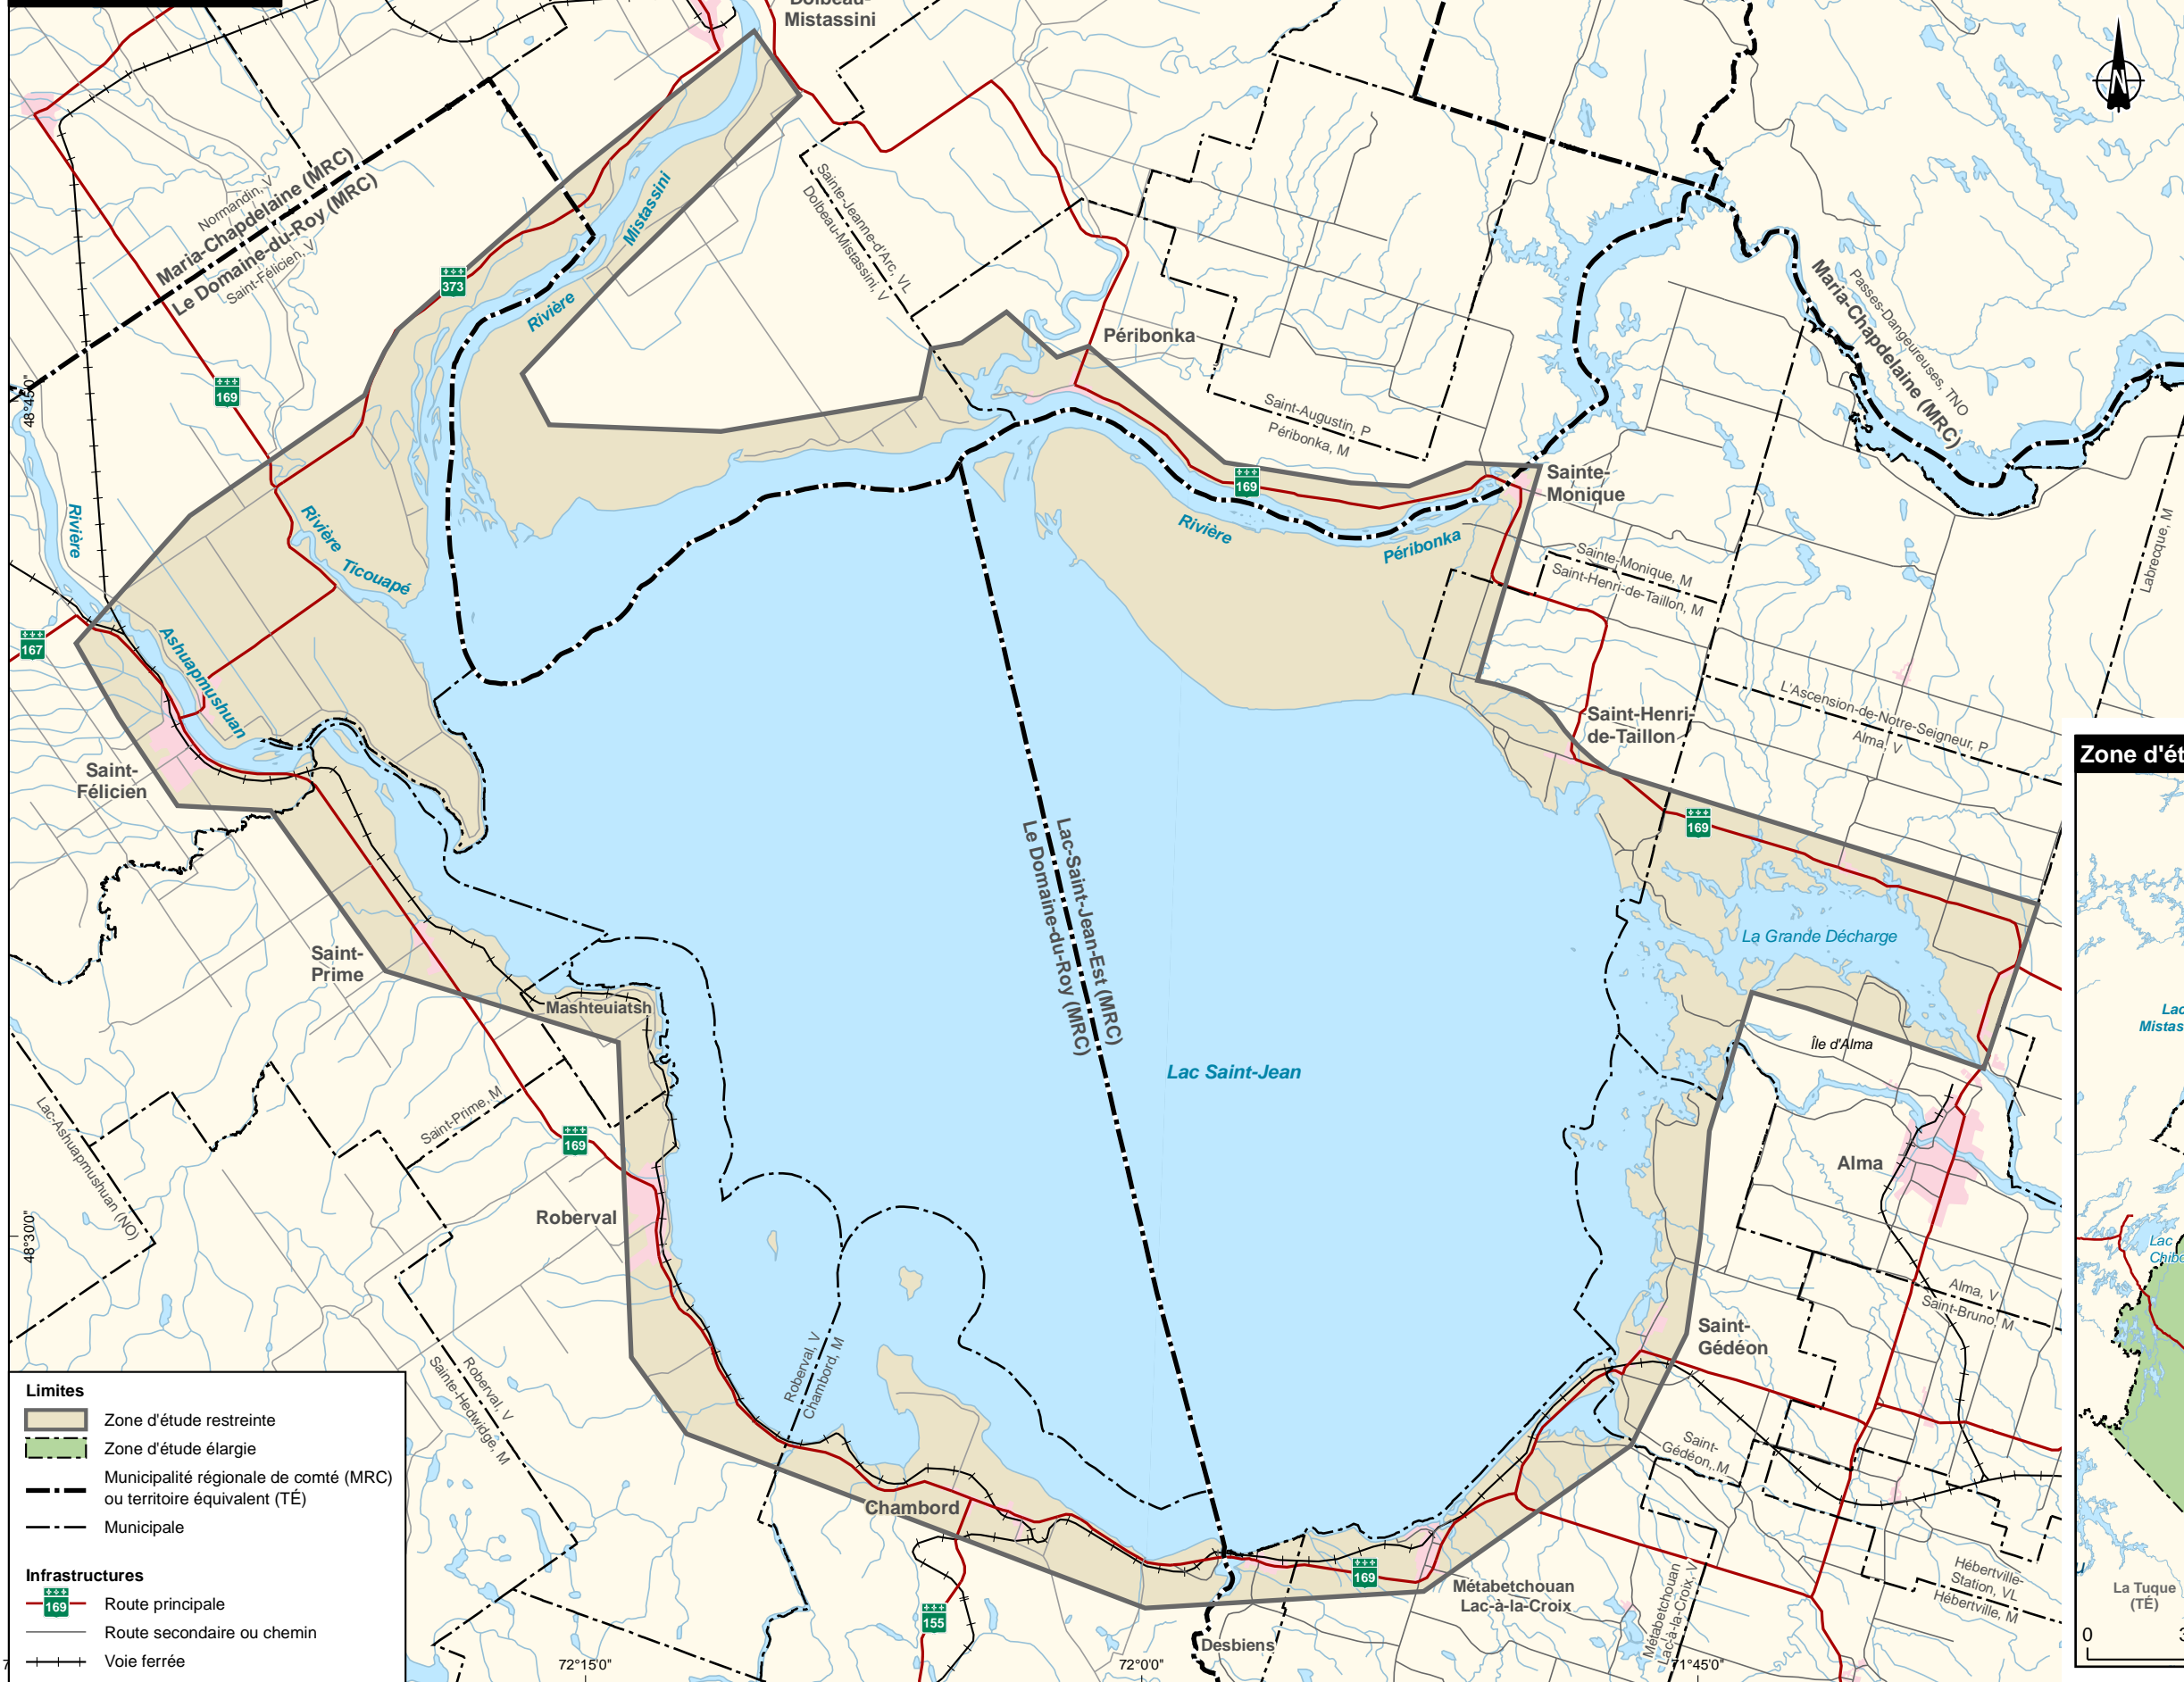 Dolbeau-
Mistassini
N
Normandin, V
Maria-Chapdelaine (MRC)
Le Domaine-du-Roy (MRC)
Saint-Félicien, V
373
Rivière
Mistassini
Sainte-Jeanne-d'Arc, VL
Dolbeau-Mistassini, V
Péribonka
Passes-Dangeureuses, TNO
Maria-Chapdelaine (MRC)
169
48°45'0"
Saint-Augustin, P
Péribonka, M
Sainte-
Monique
169
Rivière
Péribonka
Rivière
Rivière
Ticouapé
Sainte-Monique, M
Saint-Henri-de-Taillon, M
Labrecque, M
167
Ashuapmushuan
L'Ascension-de-Notre-Seigneur, P
Alma, V
Saint-Henri-
de-Taillon
Zone d'ét
Saint-
Félicien
169
Lac-Saint-Jean-Est (MRC)
Le Domaine-du-Roy (MRC)
La Grande Décharge
Saint-
Prime
Mashteuiatsh
Lac
Mistas
Île d'Alma
Lac Saint-Jean
Lac-Ashuapmushuan (NO)
Saint-Prime, M
169
Alma
Roberval
48°30'0"
Lac
Chibo
Alma, V
Saint-Bruno, M
Saint-
Gédéon
Roberval, V
Chambord, M
Roberval, V
Sainte-Hedwidge, M
Limites
Zone d'étude restreinte
Zone d'étude élargie
Municipalité régionale de comté (MRC)
ou territoire équivalent (TÉ)
Municipale
Infrastructures
169
Route principale
Route secondaire ou chemin
Voie ferrée
Saint-
Gédéon, M
Chambord
169
155
Métabetchouan
Lac-à-la-Croix
Métabetchouan
Lac-à-la-Croix, V
Hébertville-
Station, VL
Hébertville, M
La Tuque
(TÉ)
Desbiens
0
3
7
72°15'0"
72°0'0"
71°45'0"